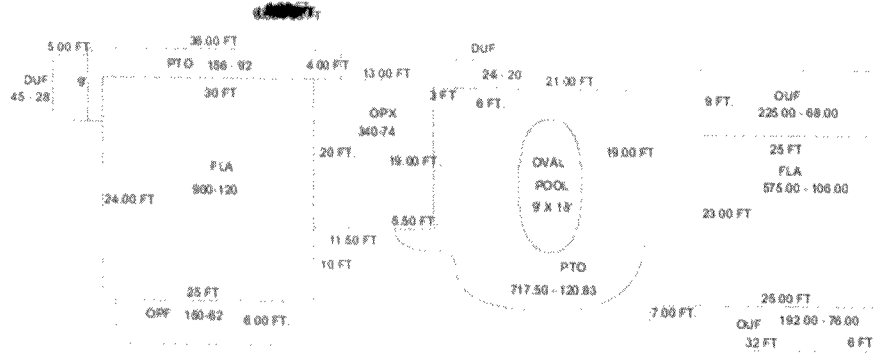 5.00 FT.
36.00 FT
PTO 156 - 92
4.00 FT
13.00 FT
DUF
24 - 20
21.00 FT
DUF
45 - 28
9'
30 FT
3 FT
6 FT.
9 FT.
OUF
225.00 - 68.00
OPX
340-74
20 FT.
19.00 FT.
19.00 FT
25 FT
FLA
900-120
OVAL
POOL
9' X 18'
FLA
575.00 - 106.00
24.00 FT
23.00 FT
5.50 FT
11.50 FT
10 FT
PTO
717.50 - 120.83
25 FT
25.00 FT
OPF 150-62
6.00 FT.
7.00 FT.
OUF 192.00 - 76.00
32 FT
6 FT